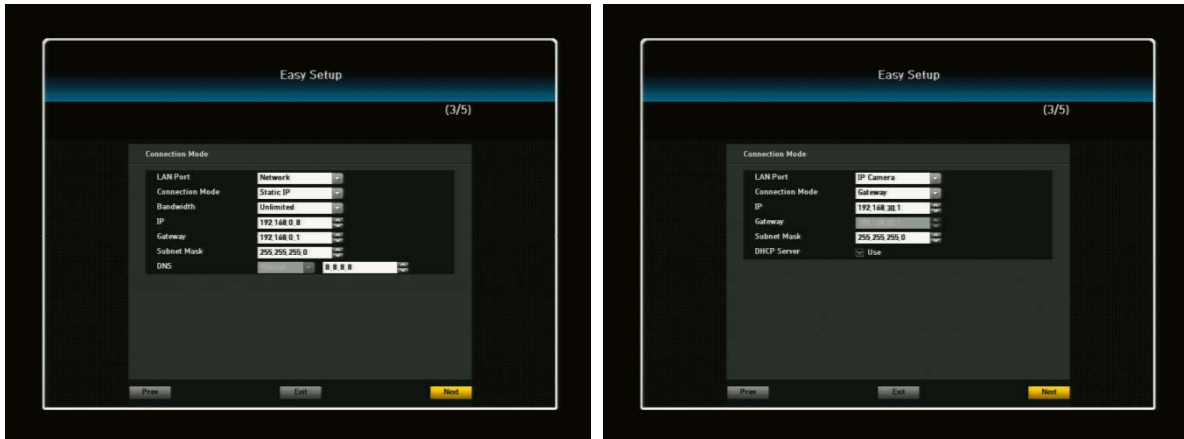 Easy Setup
(3/5)
Connection Mode
LAN Port Network
Connection Mode Static IP
Bandwidth Unlimited
IP 192.168.0.8
Gateway 192.168.0.1
Subnet Mask 255.255.255.0
DNS 8.8.8.8
Prev Exit Next
Easy Setup
(3/5)
Connection Mode
LAN Port IP Camera
Connection Mode Gateway
IP 192.168.30.1
Gateway
Subnet Mask 255.255.255.0
DHCP Server Use
Prev Exit Next